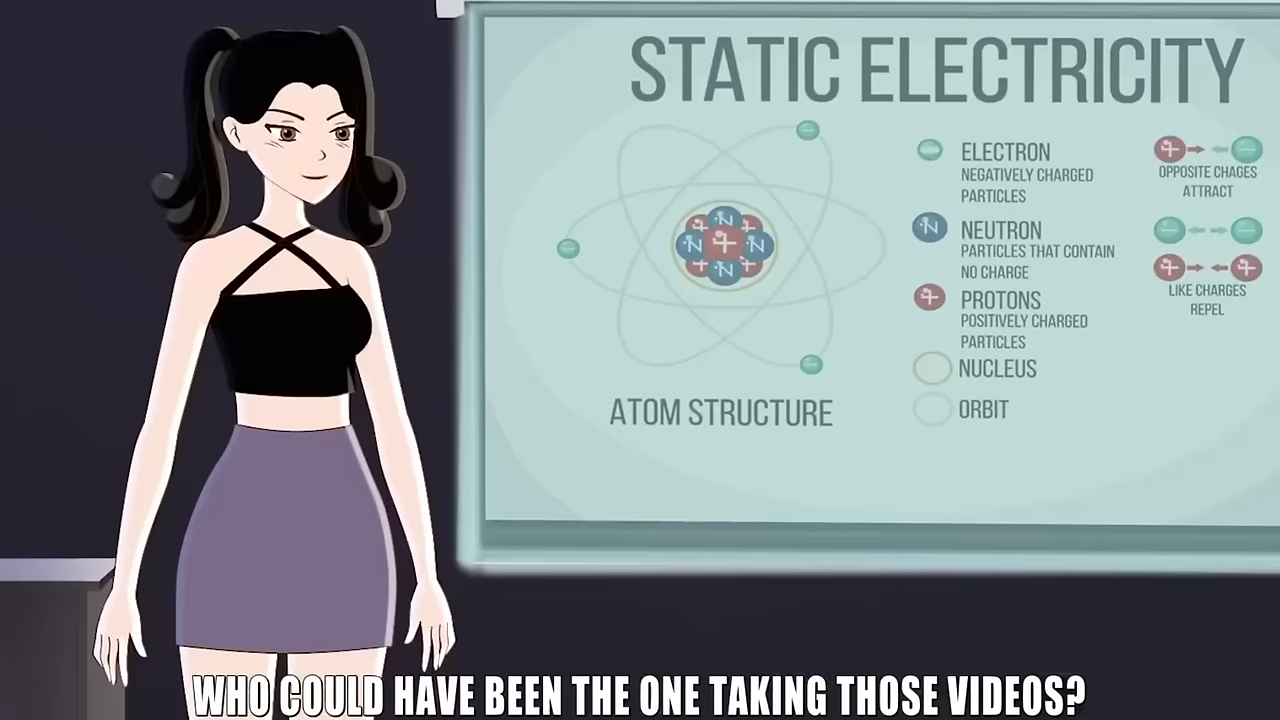 STATIC ELECTRICITY
ELECTRON
NEGATIVELY CHARGED
PARTICLES
NEUTRON
PARTICLES THAT CONTAIN
NO CHARGE
PROTONS
POSITIVELY CHARGED
PARTICLES
NUCLEUS
ORBIT
OPPOSITE CHAGES
ATTRACT
LIKE CHARGES
REPEL
N
N
N
N
ATOM STRUCTURE
N
WHO COULD HAVE BEEN THE ONE TAKING THOSE VIDEOS?